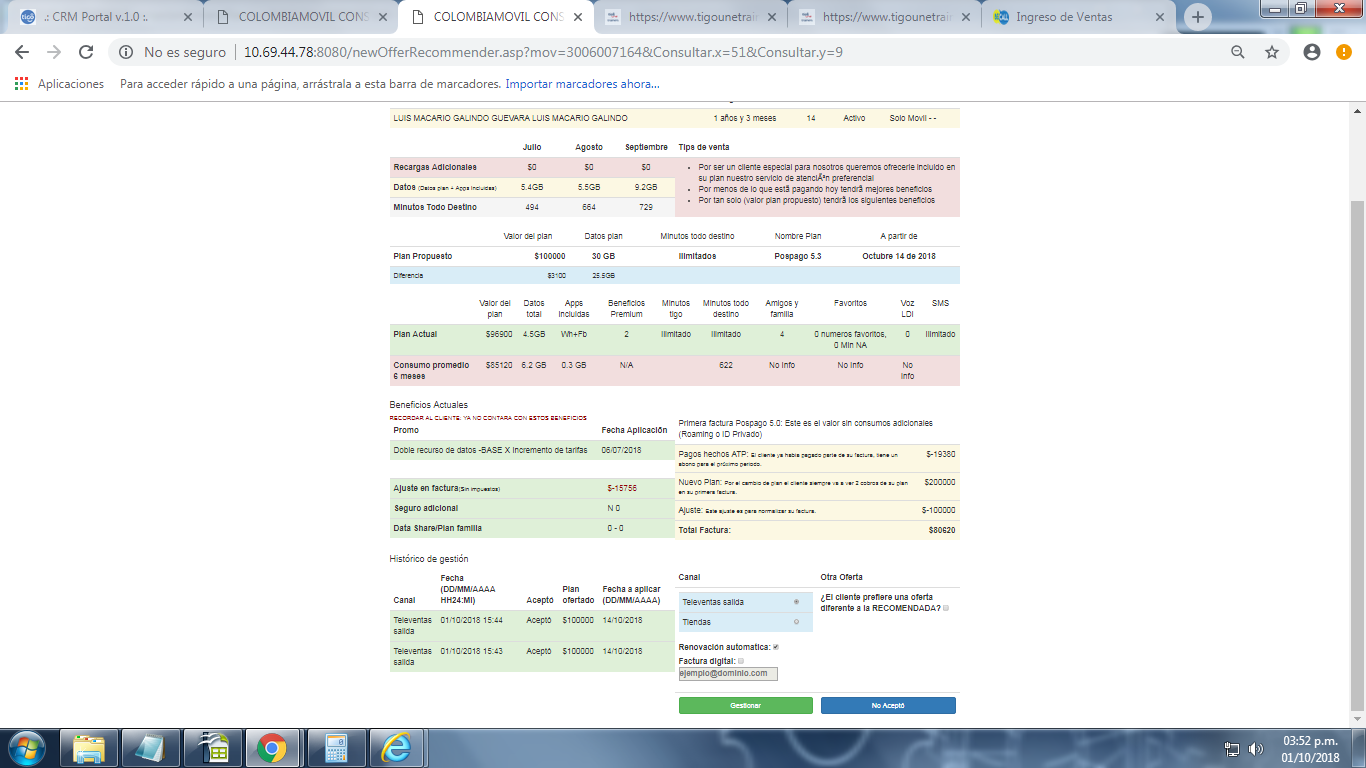 .: CRM Portal v.1.0 :.
COLOMBIAMOVIL CONS
COLOMBIAMOVIL CONS
https://www.tigounetrain
https://www.tigounetrain
Ingreso de Ventas
No es seguro
10.69.44.78:8080/newOfferRecommender.asp?mov=3006007164&Consultar.x=51&Consultar.y=9
Aplicaciones
Para acceder rápido a una página, arrástrala a esta barra de marcadores. Importar marcadores ahora...
LUIS MACARIO GALINDO GUEVARA LUIS MACARIO GALINDO 1 años y 3 meses 14 Activo Solo Movil - -
Julio Agosto Septiembre
Recargas Adicionales $0 $0 $0
Datos (Datos plan + Apps incluidas) 5.4GB 5.5GB 9.2GB
Minutos Todo Destino 494 664 729
Tips de venta
• Por ser un cliente especial para nosotros queremos ofrecerle incluido en
su plan nuestro servicio de atenciÃ³n preferencial
• Por menos de lo que está pagando hoy tendrá mejores beneficios
• Por tan solo (valor plan propuesto) tendrá los siguientes beneficios
Valor del plan Datos plan Minutos todo destino Nombre Plan A partir de
Plan Propuesto $100000 30 GB Ilimitados Pospago 5.3 Octubre 14 de 2018
Diferencia $3100 25.5GB
Valor del plan Datos total Apps incluidas Beneficios Premium Minutos tigo Minutos todo destino Amigos y familia Favoritos Voz LDI SMS
Plan Actual $96900 4.5GB Wh+Fb 2 Ilimitado Ilimitado 4 0 numeros favoritos, 0 Min NA 0 Ilimitado
Consumo promedio 6 meses $85120 6.2 GB 0.3 GB N/A 622 No info No info No info
Beneficios Actuales
RECORDAR AL CLIENTE: YA NO CONTARA CON ESTOS BENEFICIOS
Promo Fecha Aplicación
Doble recurso de datos -BASE X Incremento de tarifas 06/07/2018
Ajuste en factura(Sin impuestos) $-15756
Seguro adicional N 0
Data Share/Plan familia 0 - 0
Primera factura Pospago 5.0: Este es el valor sin consumos adicionales
(Roaming o ID Privado)
Pagos hechos ATP: El cliente ya había pagado parte de su factura, tiene un $-19380
abono para el próximo periodo.
Nuevo Plan: Por el cambio de plan el cliente siempre va a ver 2 cobros de su plan $200000
en su primera factura.
Ajuste: Este ajuste es para normalizar su factura. $-100000
Total Factura: $80620
Histórico de gestión
Canal Fecha (DD/MM/AAAA HH24:MI) Aceptó Plan ofertado Fecha a aplicar (DD/MM/AAAA)
Televentas salida 01/10/2018 15:44 Aceptó $100000 14/10/2018
Televentas salida 01/10/2018 15:43 Aceptó $100000 14/10/2018
Canal
Televentas salida
Tiendas
Otra Oferta
¿El cliente prefiere una oferta
diferente a la RECOMENDADA?
Renovación automatica:
Factura digital:
ejemplo@dominio.com
Gestionar
No Aceptó
03:52 p.m.
01/10/2018